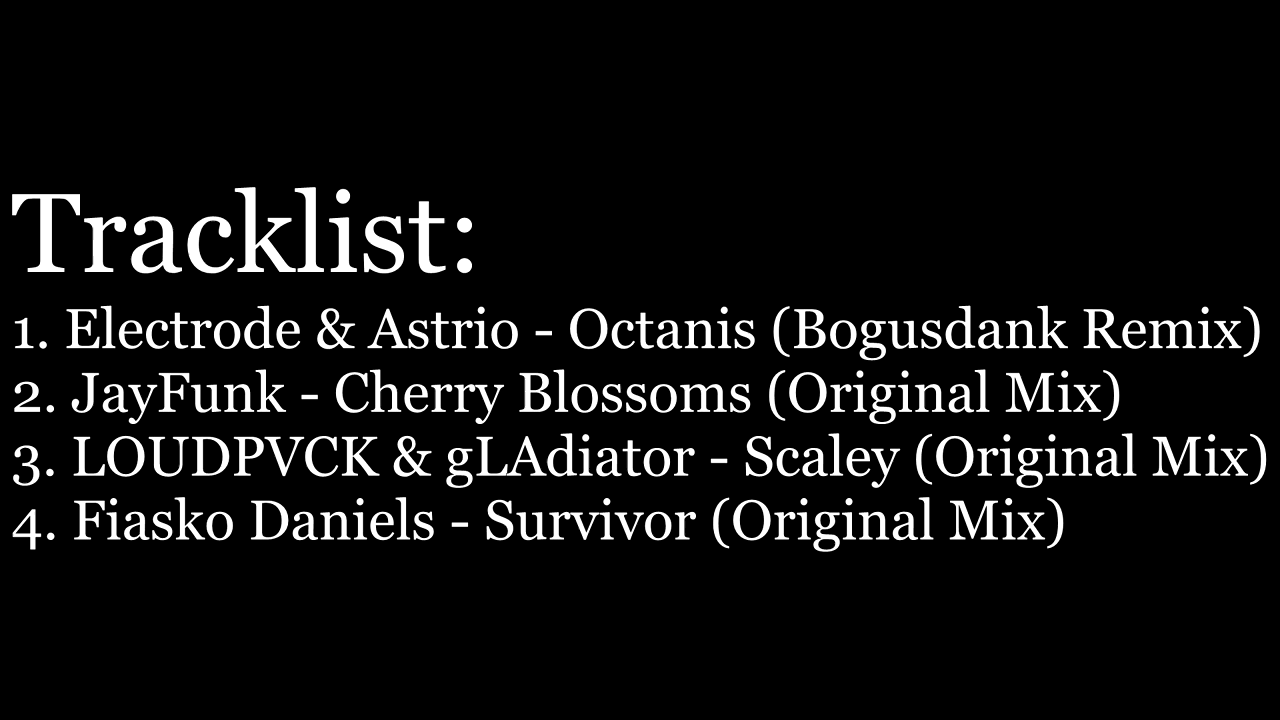 Tracklist:
1. Electrode & Astrio - Octanis (Bogusdank Remix)
2. JayFunk - Cherry Blossoms (Original Mix)
3. LOUDPVCK & gLAdiator - Scaley (Original Mix)
4. Fiasko Daniels - Survivor (Original Mix)